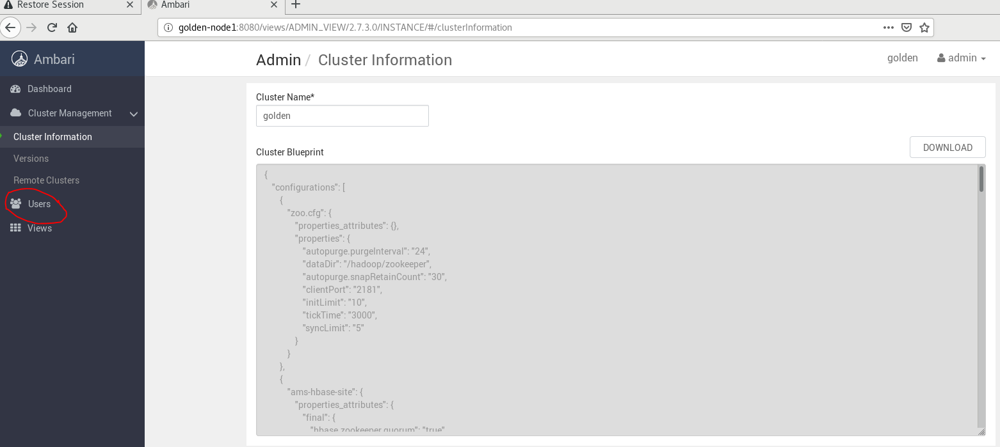 Restore Session
Ambari
golden-node1:8080/views/ADMIN_VIEW/2.7.3.0/INSTANCE/#/clusterInformation
Ambari
Admin / Cluster Information
golden
admin
Dashboard
Cluster Management
Cluster Information
Versions
Remote Clusters
Users
Views
Cluster Name*
golden
Cluster Blueprint
DOWNLOAD
{
"configurations": [
{
"zoo.cfg": {
"properties_attributes": {},
"properties": {
"autopurge.purgeInterval": "24",
"dataDir": "/hadoop/zookeeper",
"autopurge.snapRetainCount": "30",
"clientPort": "2181",
"initLimit": "10",
"tickTime": "3000",
"syncLimit": "5"
}
}
},
{
"ams-hbase-site": {
"properties_attributes": {
"final": {
"hbase.zookeeper.quorum": "true"